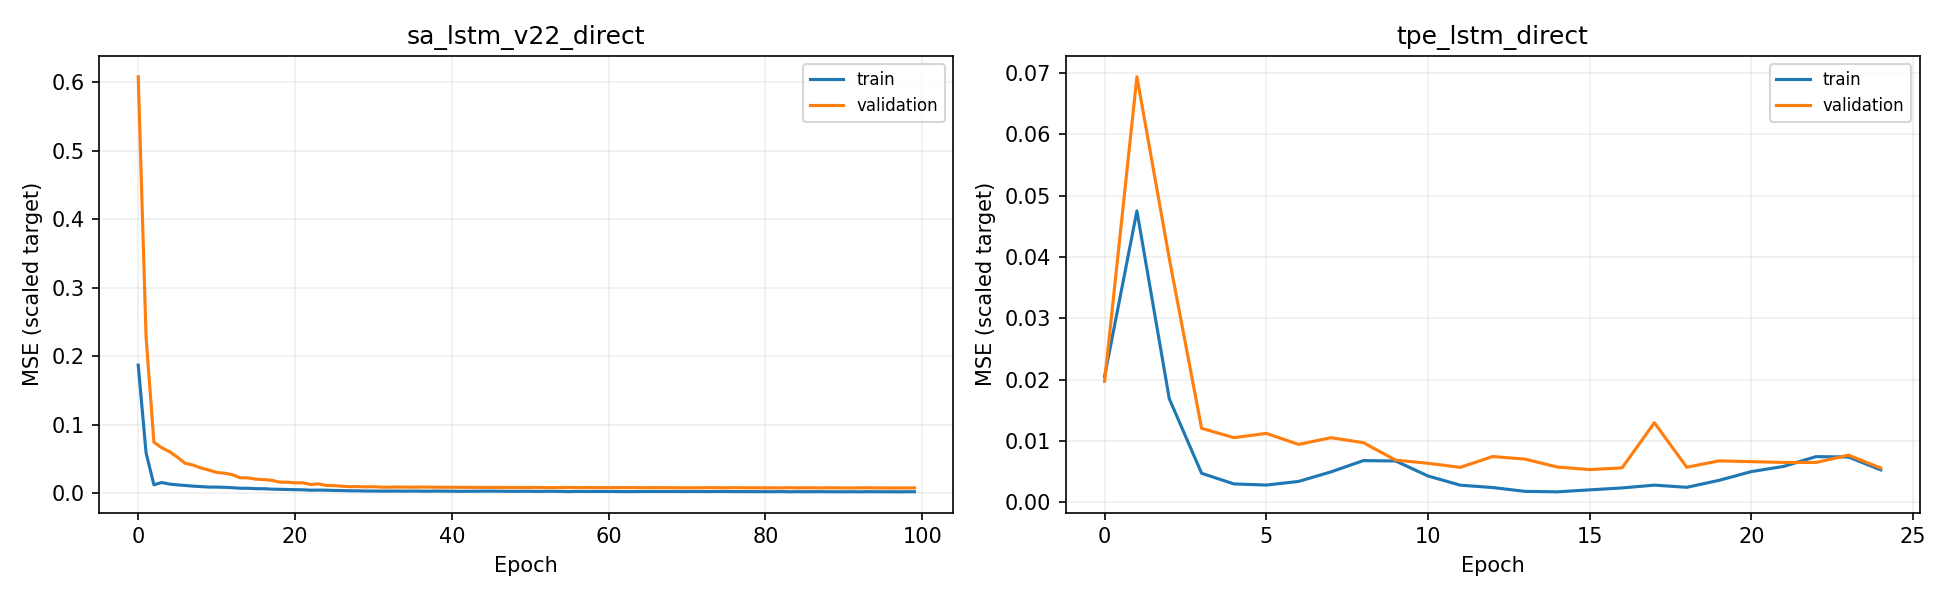 sa_lstm_v22_direct
train
validation
MSE (scaled target)
0.6
0.5
0.4
0.3
0.2
0.1
0.0
0 20 40 60 80 100
Epoch
tpe_lstm_direct
train
validation
MSE (scaled target)
0.07
0.06
0.05
0.04
0.03
0.02
0.01
0.00
0 5 10 15 20 25
Epoch